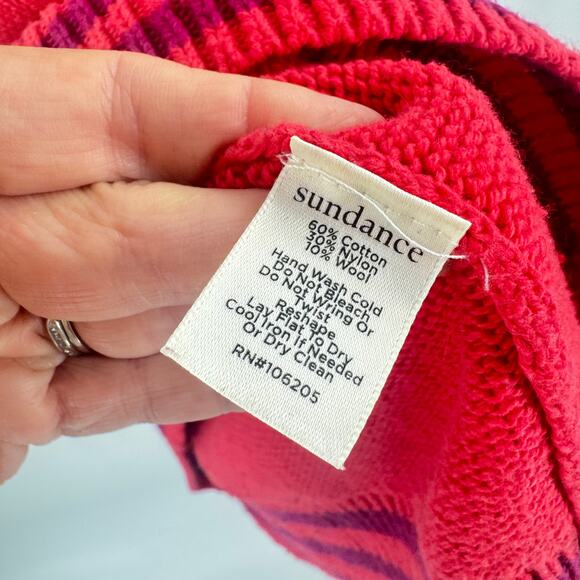 sundance
60% Cotton
30% Nylon
10% Wool
Hand Wash Cold
Do Not Bleach
Do Not Wring Or
Twist
Reshape
Lay Flat To Dry
Cool Iron if Needed
Or Dry Clean
RN#106205